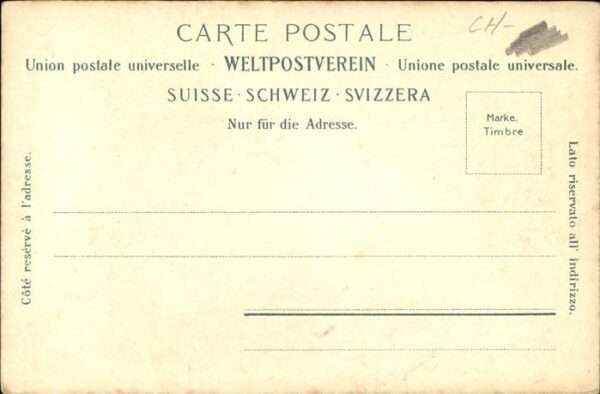 CARTE POSTALE
CH-
Union postale universelle · WELTPOSTVEREIN · Unione postale universale.
SUISSE · SCHWEIZ · SVIZZERA
Nur für die Adresse.
Marke.
Timbre
Côté reservé à l'adresse.
Lato riservato all' indirizzo.